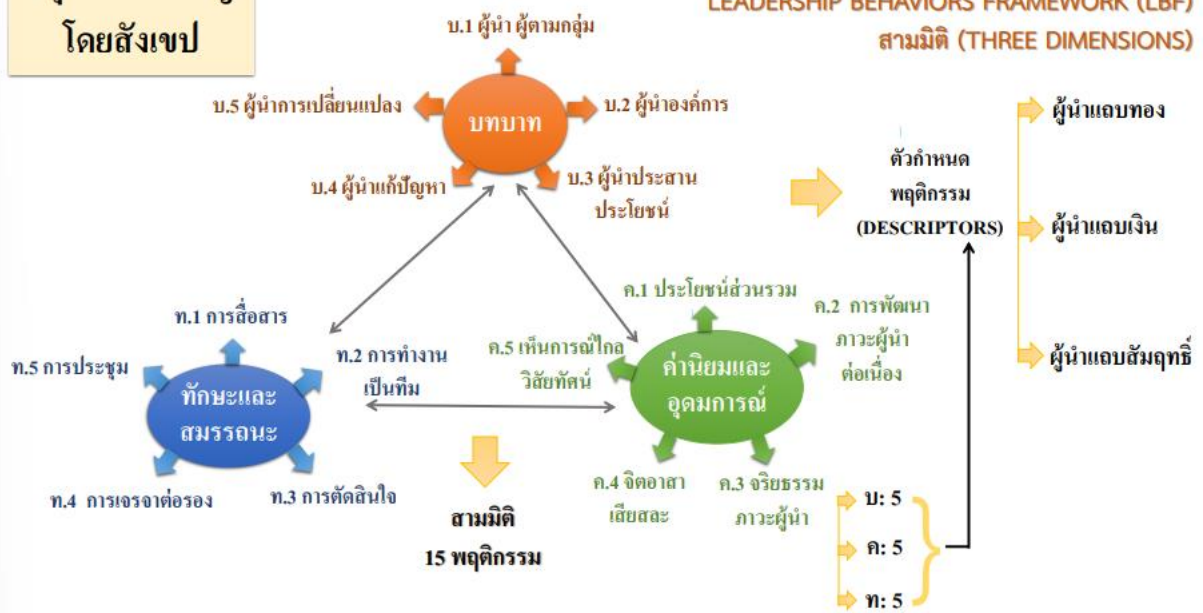 โดยสังเขป
LEADERSHIP BEHAVIORS FRAMEWORK (LBF)
สามมิติ (THREE DIMENSIONS)
บ.1 ผู้นำ ผู้ตามกลุ่ม
บ.5 ผู้นำการเปลี่ยนแปลง
บทบาท
บ.2 ผู้นำองค์การ
บ.4 ผู้นำแก้ปัญหา
บ.3 ผู้นำประสาน
ประโยชน์
ตัวกำหนด
พฤติกรรม
(DESCRIPTORS)
ผู้นำแถบทอง
ผู้นำแถบเงิน
ผู้นำแถบสัมฤทธิ์
ท.1 การสื่อสาร
ท.5 การประชุม
ท.2 การทำงาน
เป็นทีม
ทักษะและ
สมรรถนะ
ท.4 การเจรจาต่อรอง
ท.3 การตัดสินใจ
ค.1 ประโยชน์ส่วนรวม
ค.2 การพัฒนา
ภาวะผู้นำ
ต่อเนื่อง
ค.5 เห็นการณ์ไกล
วิสัยทัศน์
ค่านิยมและ
อุดมการณ์
ค.4 จิตอาสา
เสียสละ
ค.3 จริยธรรม
ภาวะผู้นำ
สามมิติ
15 พฤติกรรม
บ: 5
ค: 5
ท: 5